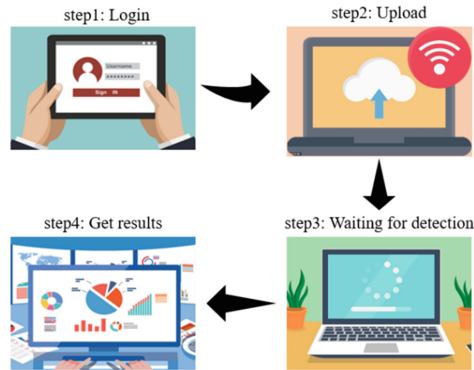 step1: Login
step2: Upload
Username
********
Sign IN
step4: Get results
step3: Waiting for detection